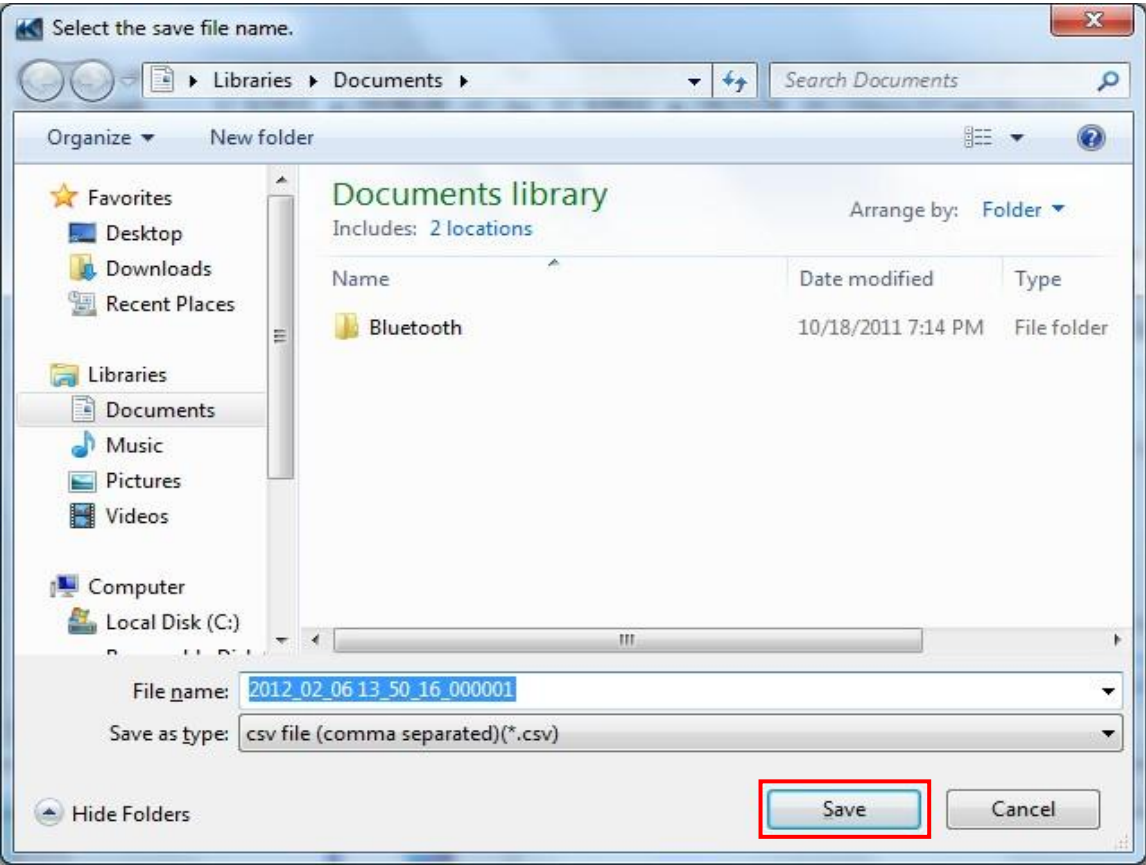 Select the save file name.
Libraries Documents
Search Documents
Organize New folder
Favorites
Desktop
Downloads
Recent Places
Libraries
Documents
Music
Pictures
Videos
Computer
Local Disk (C:)
Documents library
Includes: 2 locations
Arrange by: Folder
Name Date modified Type
Bluetooth 10/18/2011 7:14 PM File folder
File name: 2012_02_06 13_50_16_000001
Save as type: csv file (comma separated)(*.csv)
Hide Folders
Save Cancel